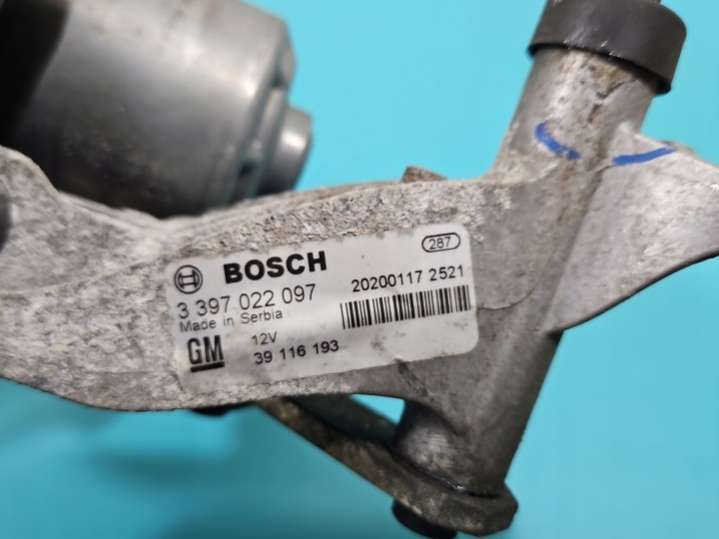 287
BOSCH
3 397 022 097
20200117 2521
Made in Serbia
12V
GM
39 116 193